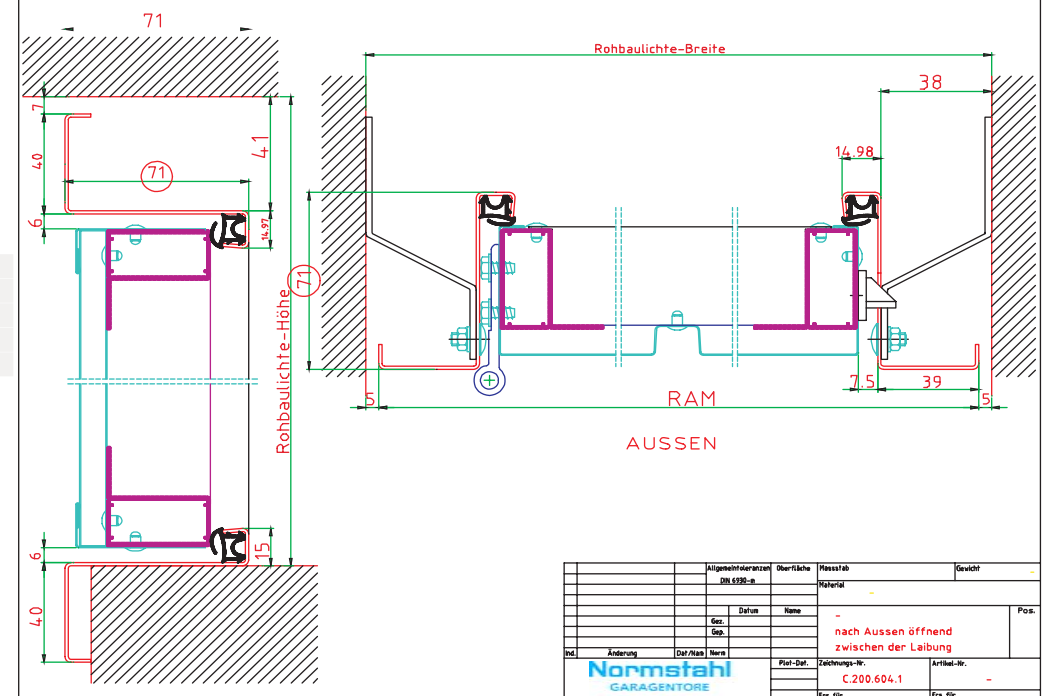 71
Rohbaulichte-Breite
38
7
41
14.98
40
71
6
14.97
71
Rohbaulichte-Höhe
7.5
39
5
RAM
5
AUSSEN
6
15
40
Allgemeintoleranzen
DIN 6930-m
Oberfläche
Massstab
Gewicht
-
Material
-
Datum
Name
Gez.
Gep.
Norm
Ind.
Änderung
Dat/Nam
-
nach Aussen öffnend
zwischen der Laibung
Pos.
Normstahl
GARAGENTORE
Plot-Dat.
Zeichnungs-Nr.
C.200.604.1
Artikel-Nr.
-